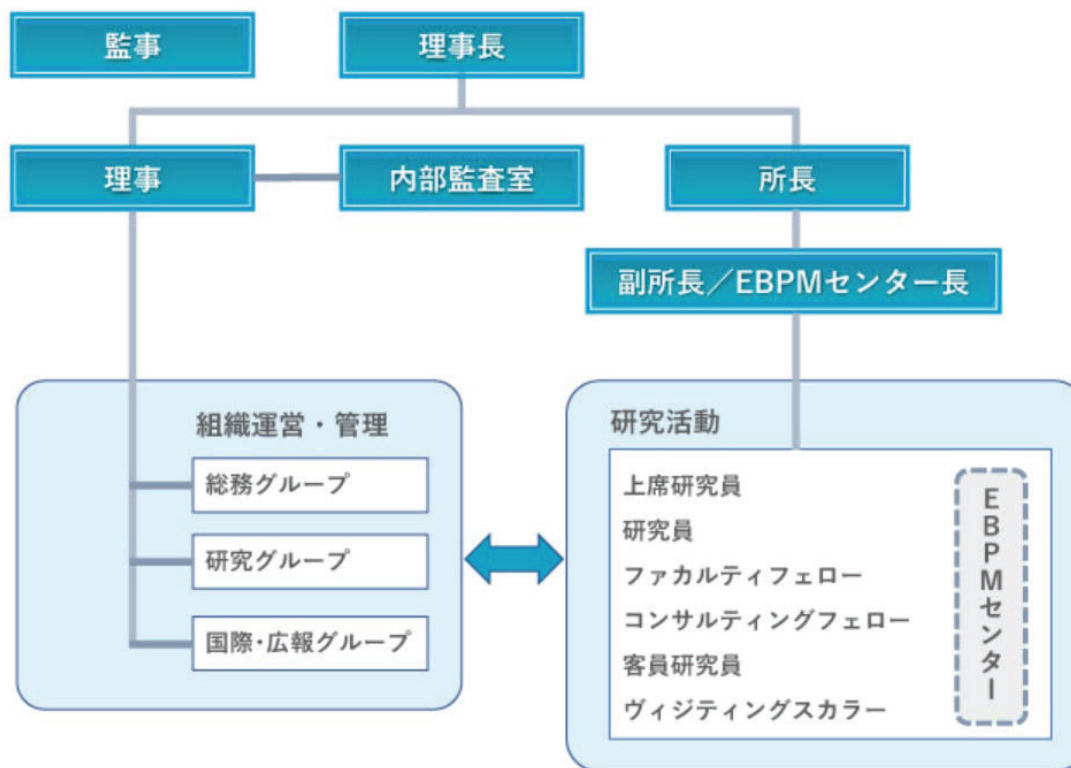 監事
理事長
理事
内部監査室
所長
副所長／EBPMセンター長
組織運営・管理
総務グループ
研究グループ
国際･広報グループ
研究活動
上席研究員
研究員
ファカルティフェロー
コンサルティングフェロー
客員研究員
ヴィジティングスカラー
EBPMセンター